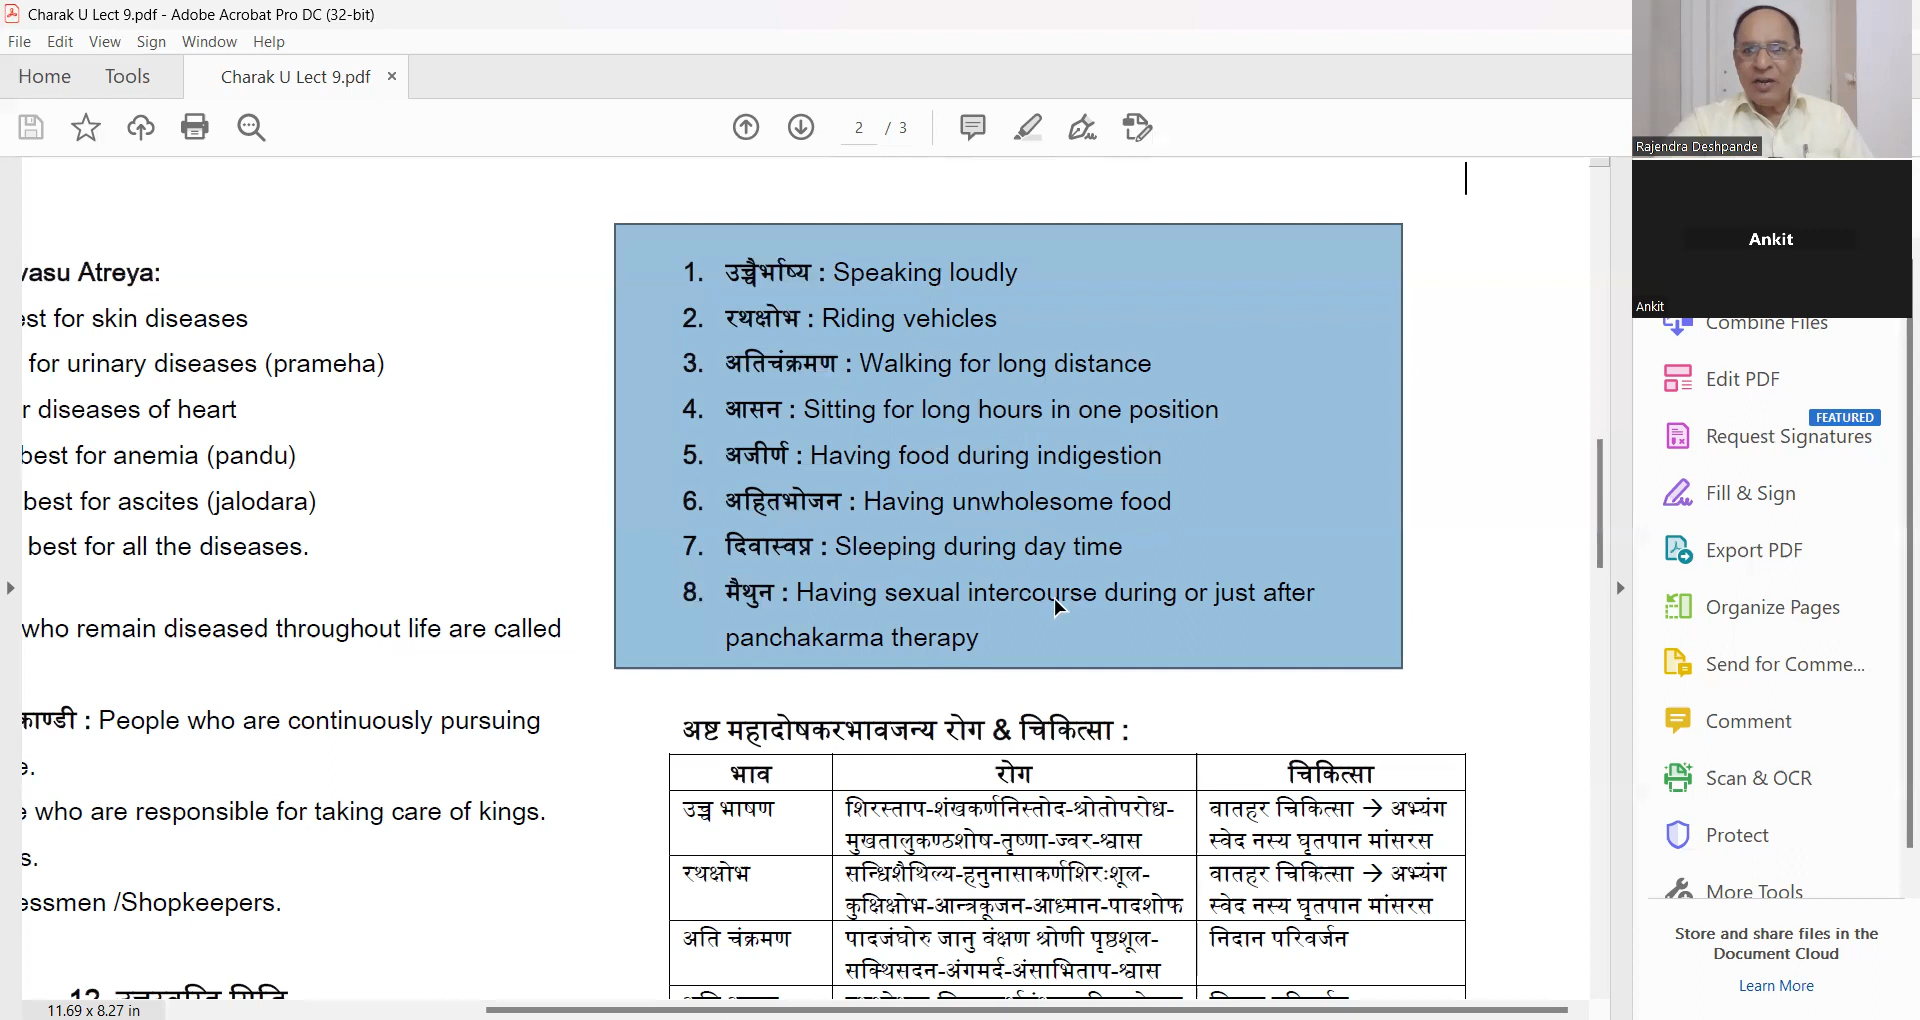 Charak U Lect 9.pdf - Adobe Acrobat Pro DC (32-bit)
File Edit View Sign Window Help
Home Tools Charak U Lect 9.pdf ×
2 / 3
Rajendra Deshpande
Ankit
Ankit
vasu Atreya:
est for skin diseases
for urinary diseases (prameha)
r diseases of heart
best for anemia (pandu)
best for ascites (jalodara)
best for all the diseases.
who remain diseased throughout life are called
काण्डी : People who are continuously pursuing
e.
e who are responsible for taking care of kings.
s.
essmen /Shopkeepers.
1. उच्चैर्भाष्य : Speaking loudly
2. रथक्षोभ : Riding vehicles
3. अतिचंक्रमण : Walking for long distance
4. आसन : Sitting for long hours in one position
5. अजीर्ण : Having food during indigestion
6. अहितभोजन : Having unwholesome food
7. दिवास्वप्न : Sleeping during day time
8. मैथुन : Having sexual intercourse during or just after
panchakarma therapy
अष्ट महादोषकरभावजन्य रोग & चिकित्सा :
भाव रोग चिकित्सा
उच्च भाषण शिरस्ताप-शंखकर्णनिस्तोद-श्रोतोपरोध- वातहर चिकित्सा → अभ्यंग
मुखतालुकण्ठशोष-तृष्णा-ज्वर-श्वास स्वेद नस्य घृतपान मांसरस
रथक्षोभ सन्धिशैथिल्य-हनुनासाकर्णशिरःशूल- वातहर चिकित्सा → अभ्यंग
कुक्षिक्षोभ-आन्त्रकूजन-आध्मान-पादशोफ स्वेद नस्य घृतपान मांसरस
अति चंक्रमण पादजंघोरु जानु वंक्षण श्रोणी पृष्ठशूल- निदान परिवर्जन
सक्थिसदन-अंगमर्द-अंसाभिताप-श्वास
12.
11.69 x 8.27 in
Combine Files
Edit PDF
FEATURED
Request Signatures
Fill & Sign
Export PDF
Organize Pages
Send for Comme...
Comment
Scan & OCR
Protect
More Tools
Store and share files in the
Document Cloud
Learn More